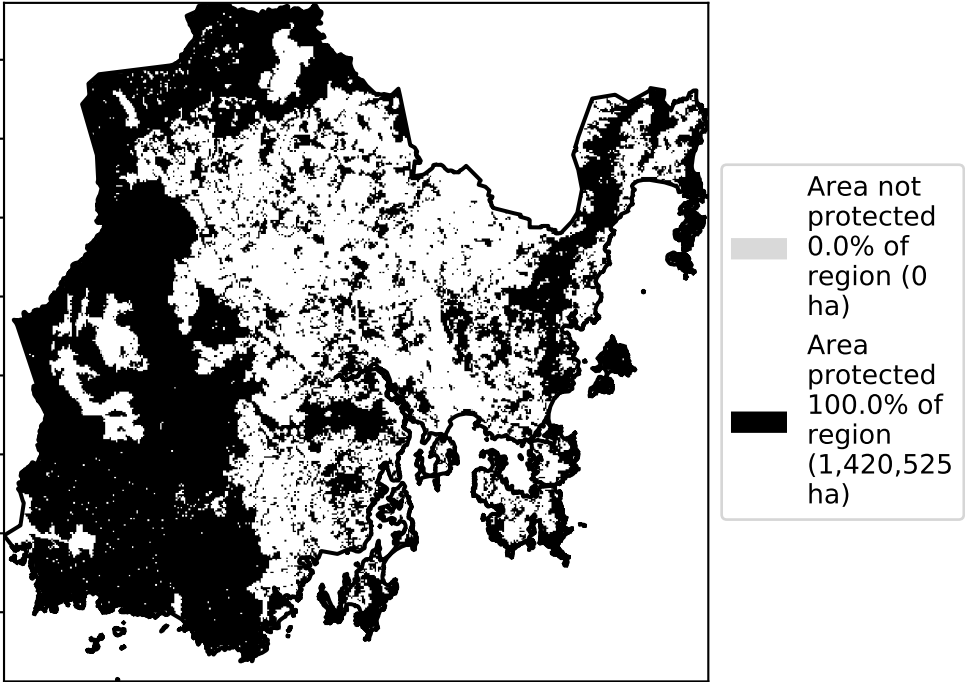 Area not
protected
0.0% of
region (0
ha)
Area
protected
100.0% of
region
(1,420,525
ha)